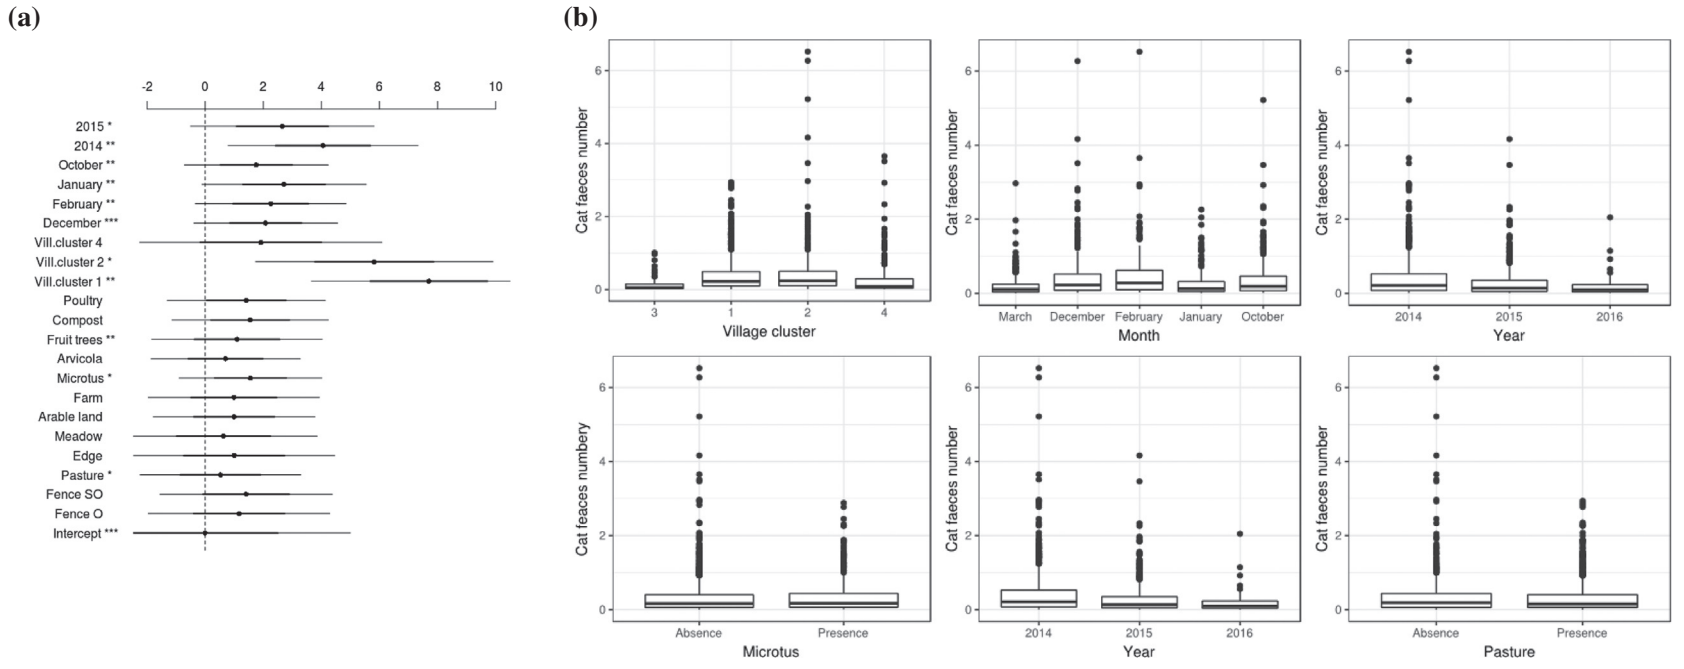 (a)
-2 0 2 4 6 8 10
2015 *
2014 **
October **
January **
February **
December ***
Vill.cluster 4
Vill.cluster 2 *
Vill.cluster 1 **
Poultry
Compost
Fruit trees **
Arvicola
Microtus *
Farm
Arable land
Meadow
Edge
Pasture *
Fence SO
Fence O
Intercept ***
(b)
Cat faeces number
6
4
2
0
3 1 2 4
Village cluster
Cat faeces number
6
4
2
0
March December February January October
Month
Cat faeces number
6
4
2
0
2014 2015 2016
Year
Cat feaces numbery
6
4
2
0
Absence Presence
Microtus
Cat faeces number
6
4
2
0
2014 2015 2016
Year
Cat faeces number
6
4
2
0
Absence Presence
Pasture